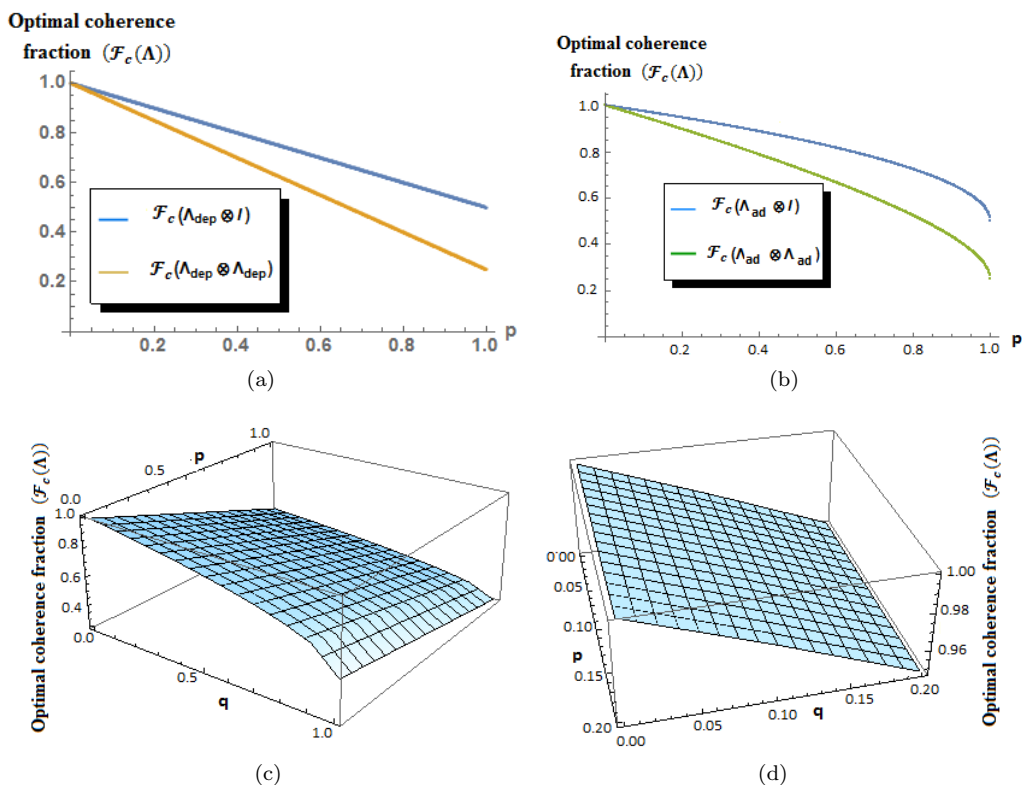 Optimal coherence
fraction (ℱc(Λ))
1.0
0.8
0.6
0.4
0.2
ℱc(Λdep ⊗ I)
ℱc(Λdep ⊗ Λdep)
0.2 0.4 0.6 0.8 1.0 p
(a)
Optimal coherence
fraction (ℱc(Λ))
1.0
0.8
0.6
0.4
0.2
ℱc(Λad ⊗ I)
ℱc(Λad ⊗ Λad)
0.2 0.4 0.6 0.8 1.0 p
(b)
Optimal coherence fraction (ℱc(Λ))
1.0
p
0.5
0.0
1.0
0.8
0.6
0.4
0.0
0.5
q
1.0
(c)
0.00
0.05
0.10
p
0.15
0.20
0.00
0.05
0.10
q
0.15
0.20
1.00
0.98
0.96
Optimal coherence fraction (ℱc(Λ))
(d)